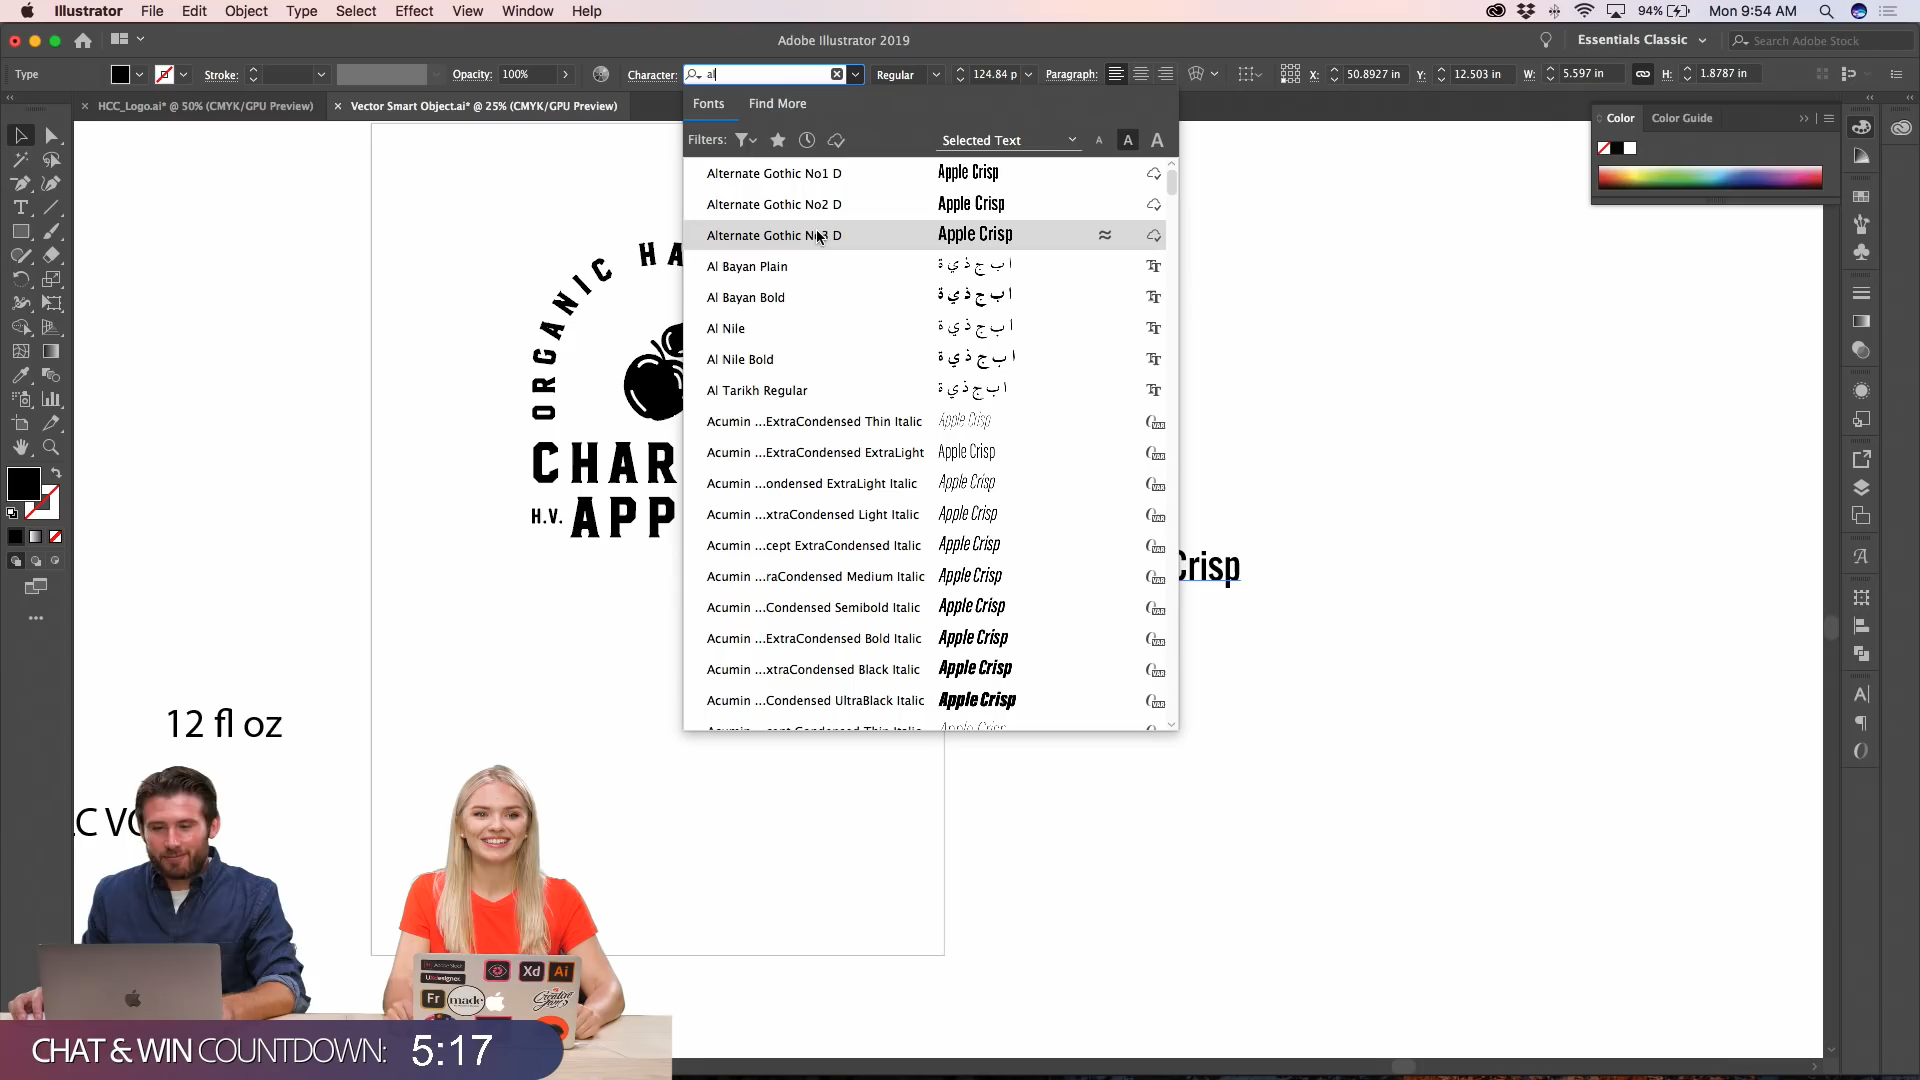 Illustrator File Edit Object Type Select Effect View Window Help
94% Mon 9:54 AM
Adobe Illustrator 2019
Essentials Classic
Search Adobe Stock
Type Stroke: Opacity: 100% Character: al Regular 124.84 p Paragraph: X: 50.8927 in Y: 12.503 in W: 5.597 in H: 1.8787 in
HCC_Logo.ai* @ 50% (CMYK/GPU Preview)
Vector Smart Object.ai* @ 25% (CMYK/GPU Preview)
Fonts Find More
Filters: Selected Text A A A
Color Color Guide
Alternate Gothic No1 D Apple Crisp
Alternate Gothic No2 D Apple Crisp
Alternate Gothic No3 D Apple Crisp
Al Bayan Plain ا ب ج ذ ي ة
Al Bayan Bold ا ب ج ذ ي ة
Al Nile ا ب ج ذ ي ة
Al Nile Bold ا ب ج ذ ي ة
Al Tarikh Regular ا ب ج ذ ي ة
Acumin ...ExtraCondensed Thin Italic Apple Crisp
Acumin ...ExtraCondensed ExtraLight Apple Crisp
Acumin ...ondensed ExtraLight Italic Apple Crisp
Acumin ...xtraCondensed Light Italic Apple Crisp
Acumin ...cept ExtraCondensed Italic Apple Crisp
Acumin ...raCondensed Medium Italic Apple Crisp
Acumin ...Condensed Semibold Italic Apple Crisp
Acumin ...ExtraCondensed Bold Italic Apple Crisp
Acumin ...xtraCondensed Black Italic Apple Crisp
Acumin ...Condensed UltraBlack Italic Apple Crisp
ORGANIC HA
CHAR
H.V. APP
Crisp
12 fl oz
C VO
Xd Ai
Fr made
CHAT & WIN COUNTDOWN: 5:17